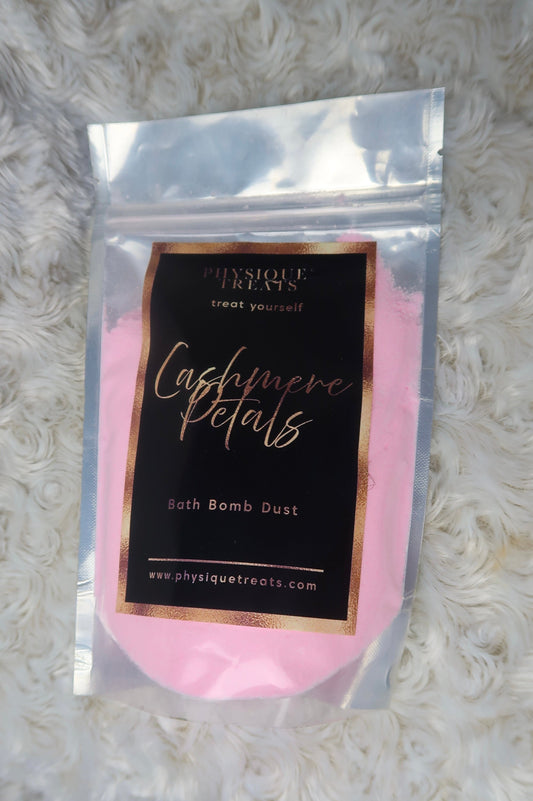 PHYSIQUE
TREATS
treat yourself
Cashmere
Petals
Bath Bomb Dust
www.physiquetreats.com